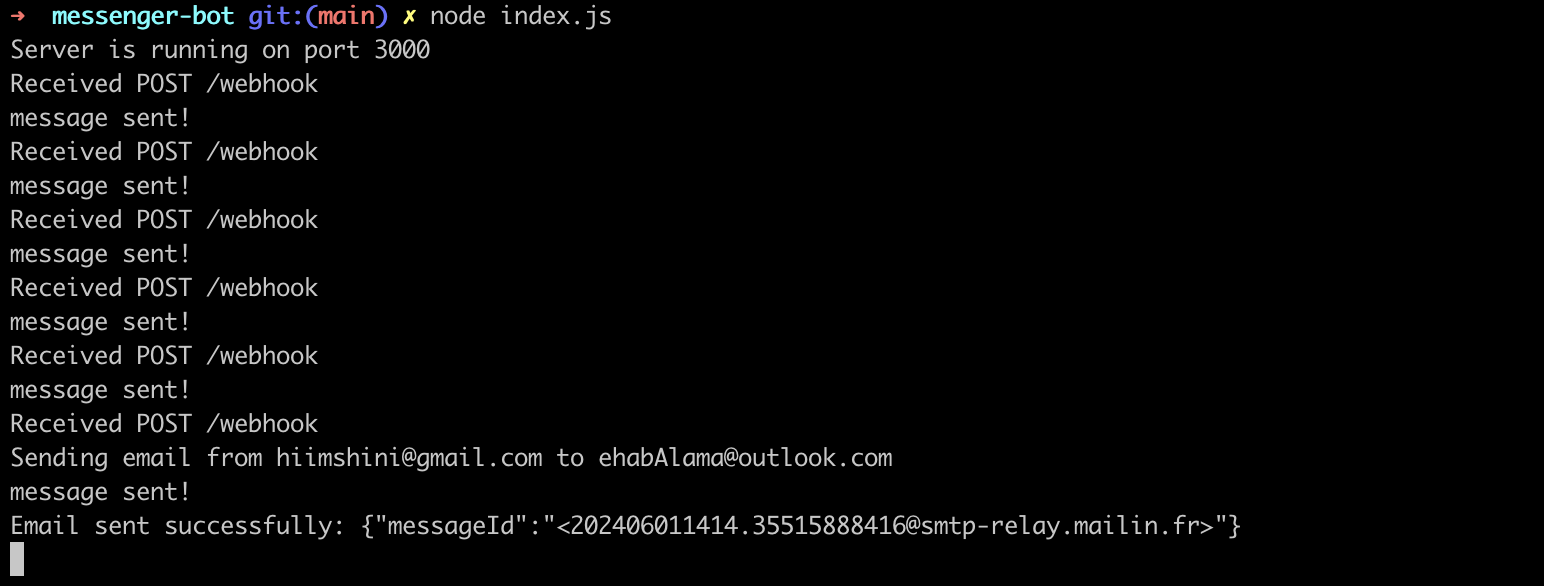 ➜  messenger-bot git:(main) ✗ node index.js
Server is running on port 3000
Received POST /webhook
message sent!
Received POST /webhook
message sent!
Received POST /webhook
message sent!
Received POST /webhook
message sent!
Received POST /webhook
message sent!
Received POST /webhook
Sending email from hiimshini@gmail.com to ehabAlama@outlook.com
message sent!
Email sent successfully: {"messageId":"<202406011414.35515888416@smtp-relay.mailin.fr>"}